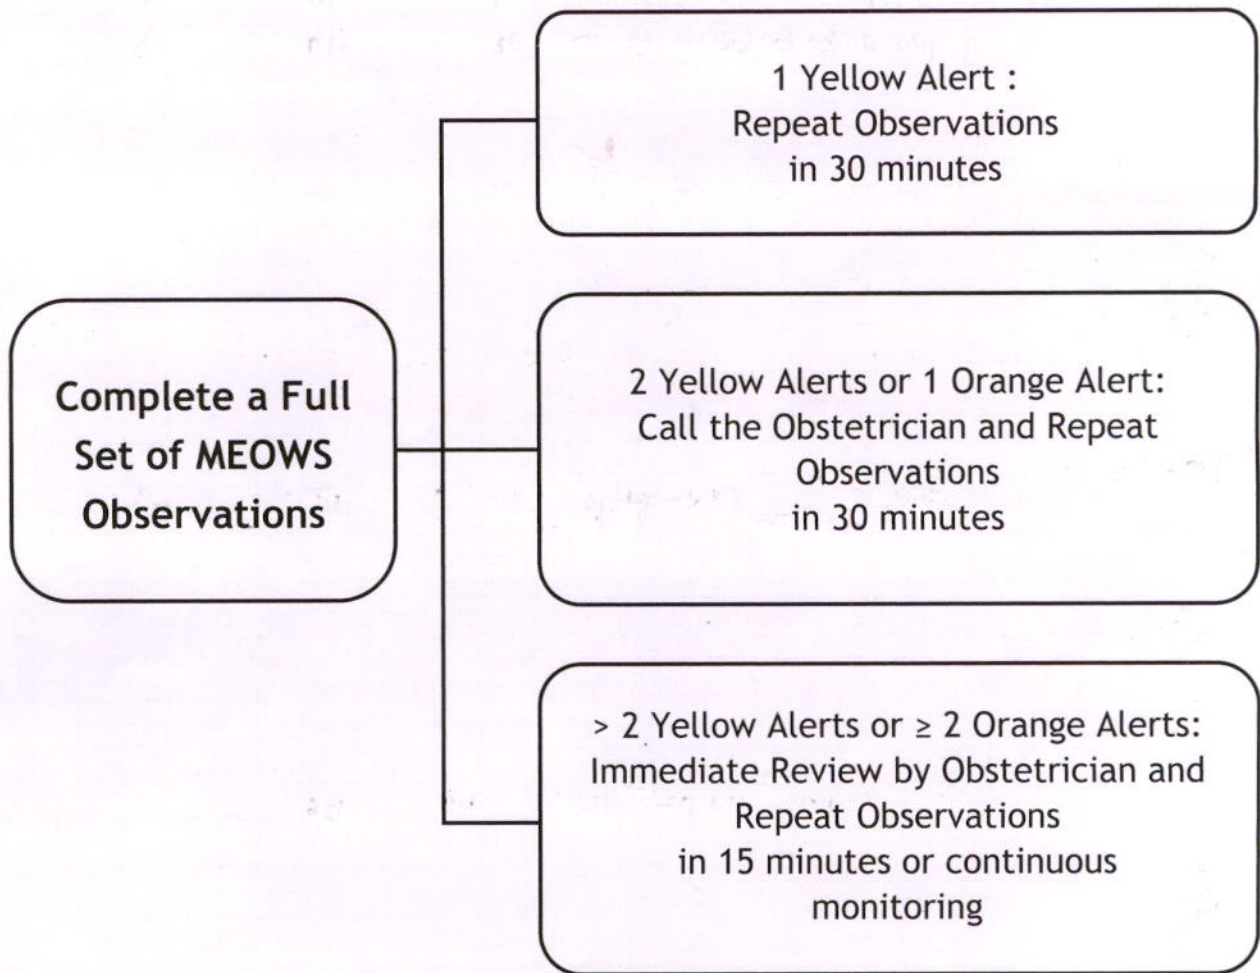 Complete a Full
Set of MEOWS
Observations
1 Yellow Alert :
Repeat Observations
in 30 minutes
2 Yellow Alerts or 1 Orange Alert:
Call the Obstetrician and Repeat
Observations
in 30 minutes
> 2 Yellow Alerts or ≥ 2 Orange Alerts:
Immediate Review by Obstetrician and
Repeat Observations
in 15 minutes or continuous
monitoring